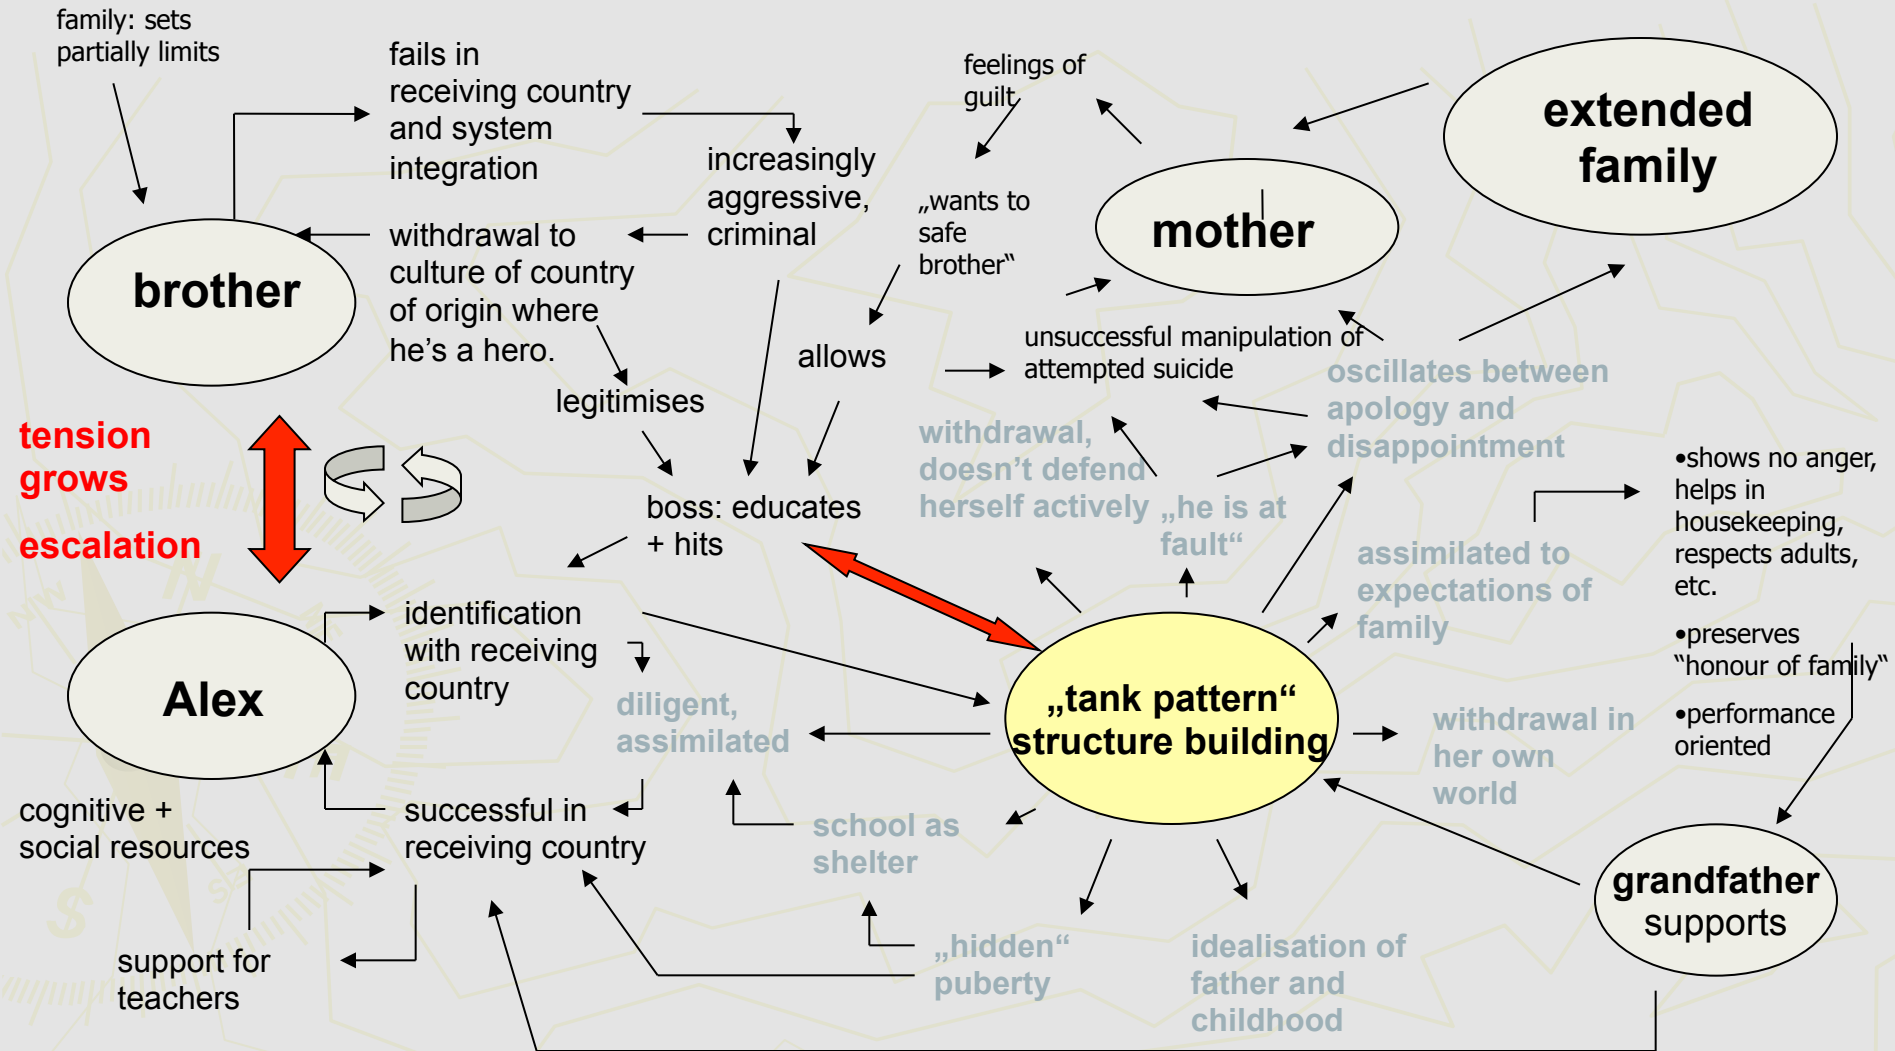 family: sets
partially limits
fails in
receiving country
and system
integration
increasingly
aggressive,
criminal
withdrawal to
culture of country
of origin where
he's a hero.
brother
legitimises
feelings of
guilt
„wants to
safe
brother“
allows
mother
extended
family
unsuccessful manipulation of
attempted suicide
oscillates between
apology and
disappointment
withdrawal,
doesn’t defend
herself actively
„he is at
fault“
tension
grows
escalation
boss: educates
+ hits
assimilated to
expectations of
family
•shows no anger,
helps in
housekeeping,
respects adults,
etc.
•preserves
“honour of family“
•performance
oriented
identification
with receiving
country
Alex
diligent,
assimilated
„tank pattern“
structure building
withdrawal in
her own
world
cognitive +
social resources
successful in
receiving country
school as
shelter
grandfather
supports
support for
teachers
„hidden“
puberty
idealisation of
father and
childhood
N
NW
S